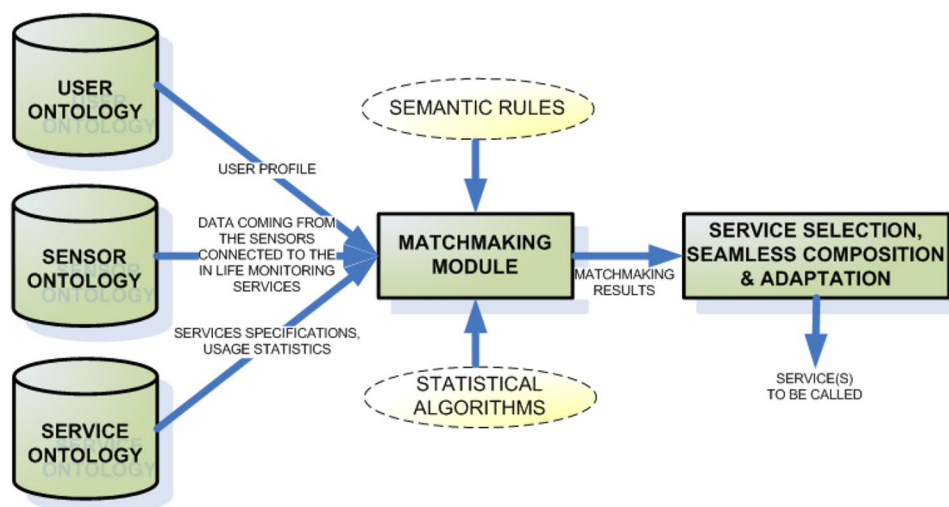 USER
ONTOLOGY
USER PROFILE
SEMANTIC RULES
SENSOR
ONTOLOGY
DATA COMING FROM
THE SENSORS
CONNECTED TO THE
IN LIFE MONITORING
SERVICES
MATCHMAKING
MODULE
MATCHMAKING
RESULTS
SERVICE SELECTION,
SEAMLESS COMPOSITION
& ADAPTATION
SERVICES SPECIFICATIONS,
USAGE STATISTICS
SERVICE
ONTOLOGY
STATISTICAL
ALGORITHMS
SERVICE(S)
TO BE CALLED